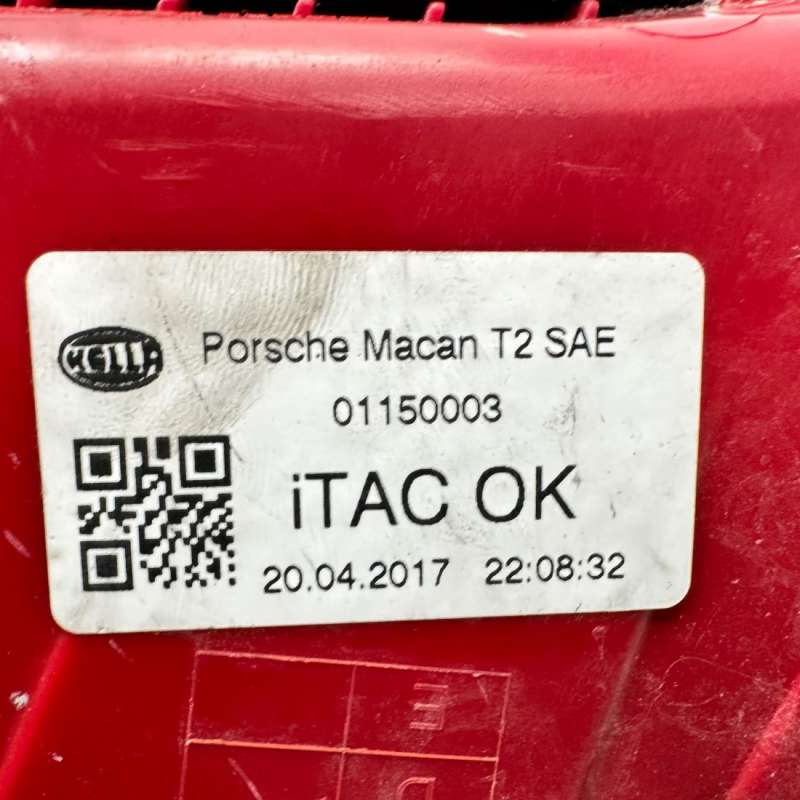 HELLA
Porsche Macan T2 SAE
01150003
iTAC OK
20.04.2017 22:08:32
E